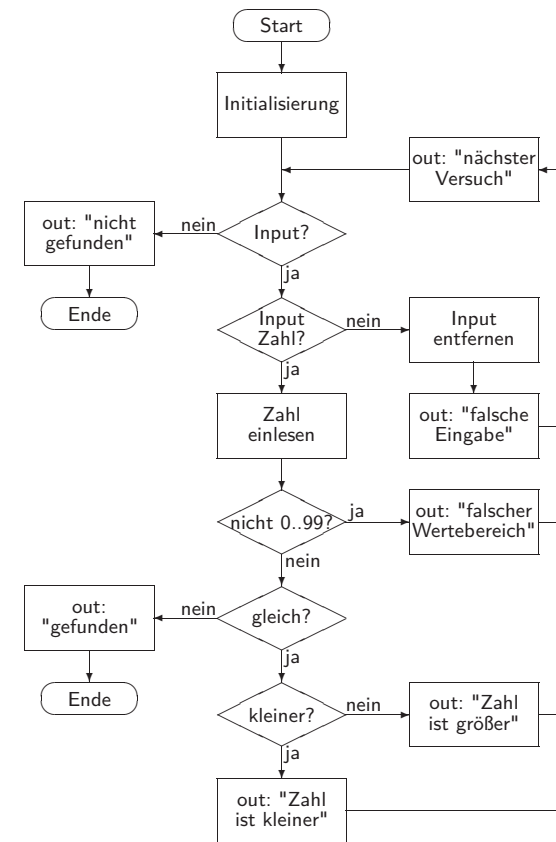 Start
Initialisierung
out: "nächster
Versuch"
out: "nicht
gefunden"
nein
Input?
ja
Ende
Input
Zahl?
nein
Input
entfernen
ja
Zahl
einlesen
out: "falsche
Eingabe"
nicht 0..99?
ja
out: "falscher
Wertebereich"
nein
out:
"gefunden"
nein
gleich?
ja
Ende
kleiner?
nein
out: "Zahl
ist größer"
ja
out: "Zahl
ist kleiner"